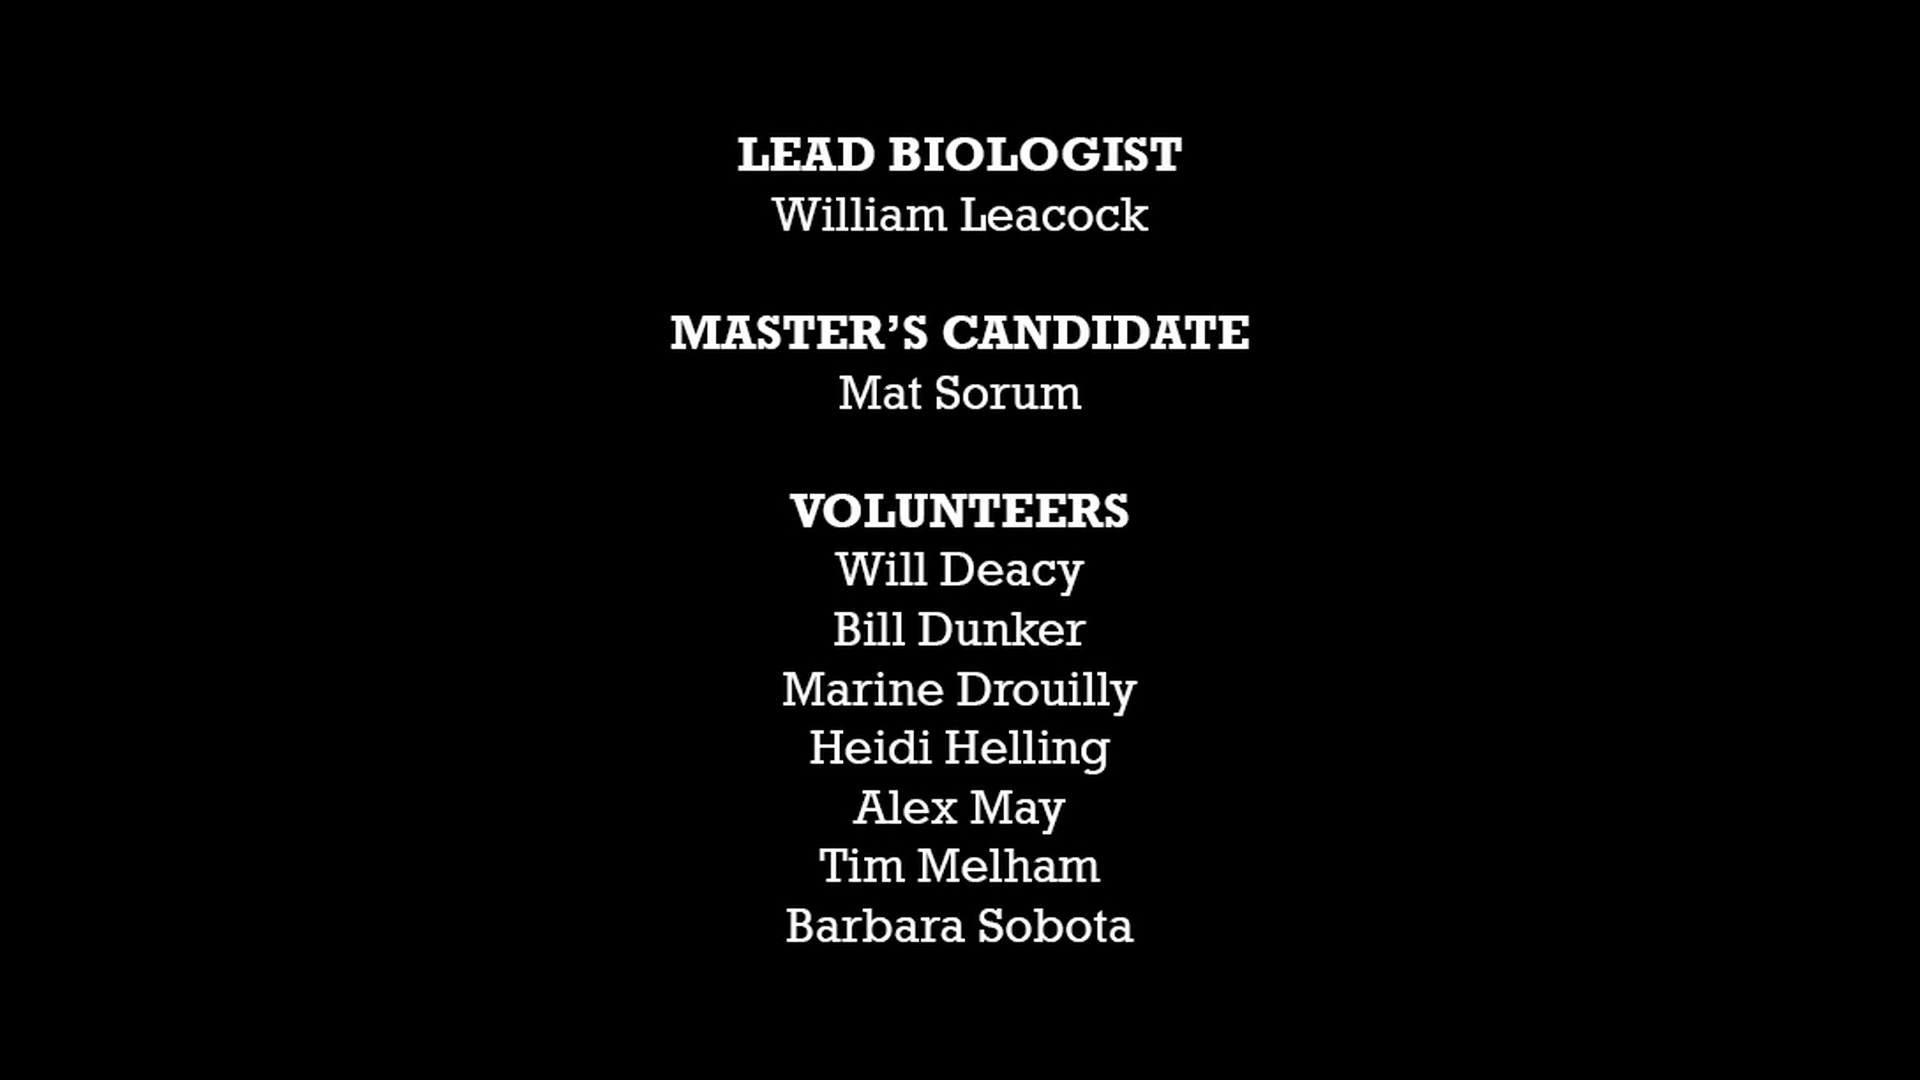 LEAD BIOLOGIST
William Leacock
MASTER’S CANDIDATE
Mat Sorum
VOLUNTEERS
Will Deacy
Bill Dunker
Marine Drouilly
Heidi Helling
Alex May
Tim Melham
Barbara Sobota